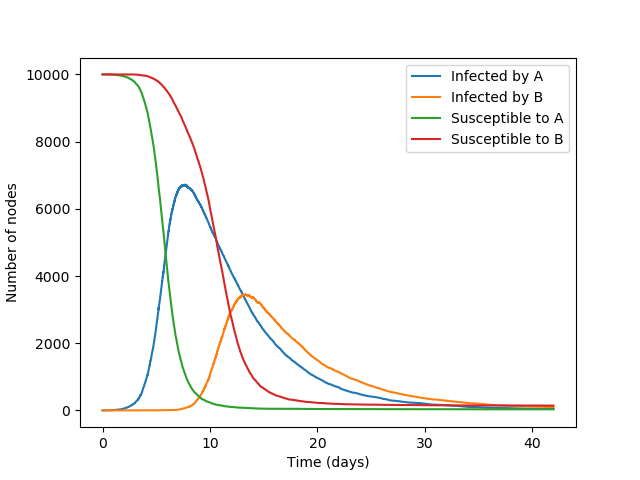 10000
8000
6000
4000
2000
0
Number of nodes
Infected by A
Infected by B
Susceptible to A
Susceptible to B
0 10 20 30 40
Time (days)